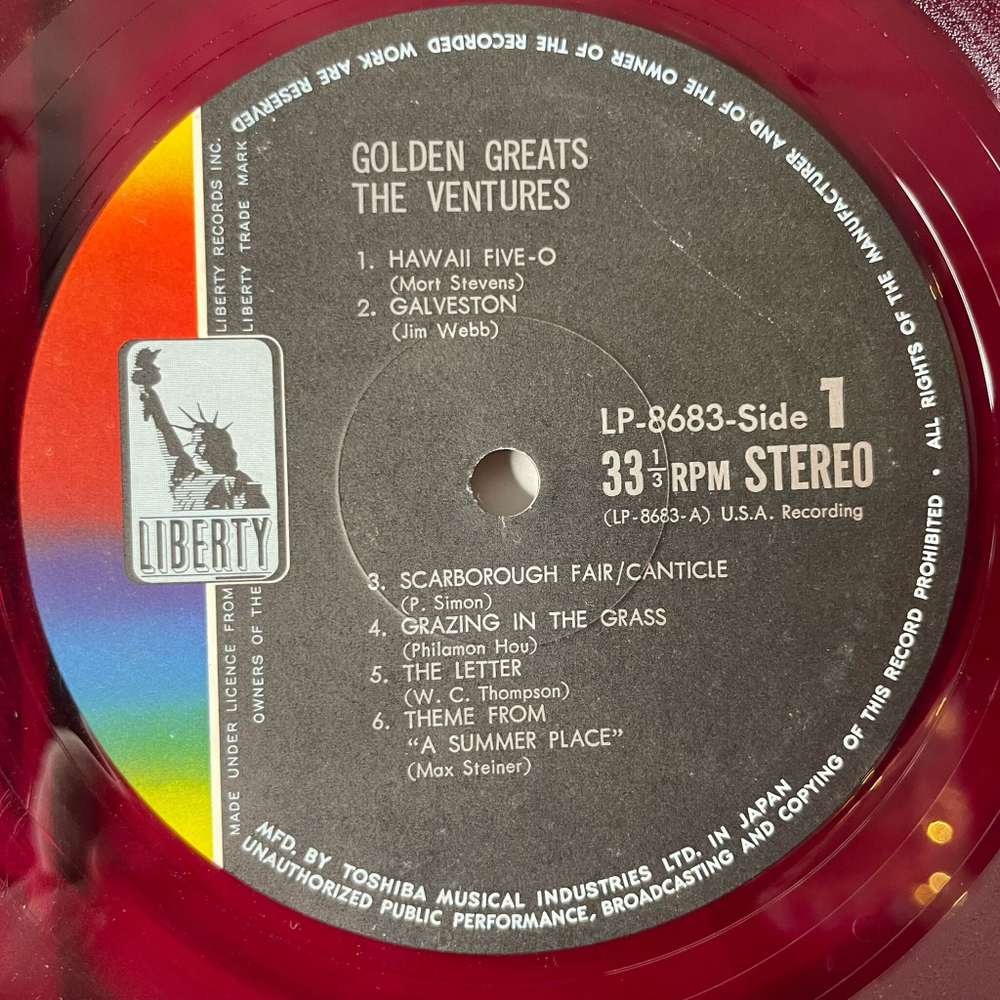 GOLDEN GREATS
THE VENTURES
1. HAWAII FIVE-O
(Mort Stevens)
2. GALVESTON
(Jim Webb)
LP-8683-Side 1
33 1/3 RPM STEREO
(LP-8683-A) U.S.A. Recording
3. SCARBOROUGH FAIR/CANTICLE
(P. Simon)
4. GRAZING IN THE GRASS
(Philamon Hou)
5. THE LETTER
(W. C. Thompson)
6. THEME FROM
"A SUMMER PLACE"
(Max Steiner)
LIBERTY
MADE UNDER LICENCE FROM LIBERTY RECORDS INC.
OWNERS OF THE LIBERTY TRADE MARK
MFD. BY TOSHIBA MUSICAL INDUSTRIES LTD. IN JAPAN
UNAUTHORIZED PUBLIC PERFORMANCE, BROADCASTING AND COPYING OF THIS RECORD PROHIBITED • ALL RIGHTS OF THE MANUFACTURER AND OF THE OWNER OF THE RECORDED WORK ARE RESERVED